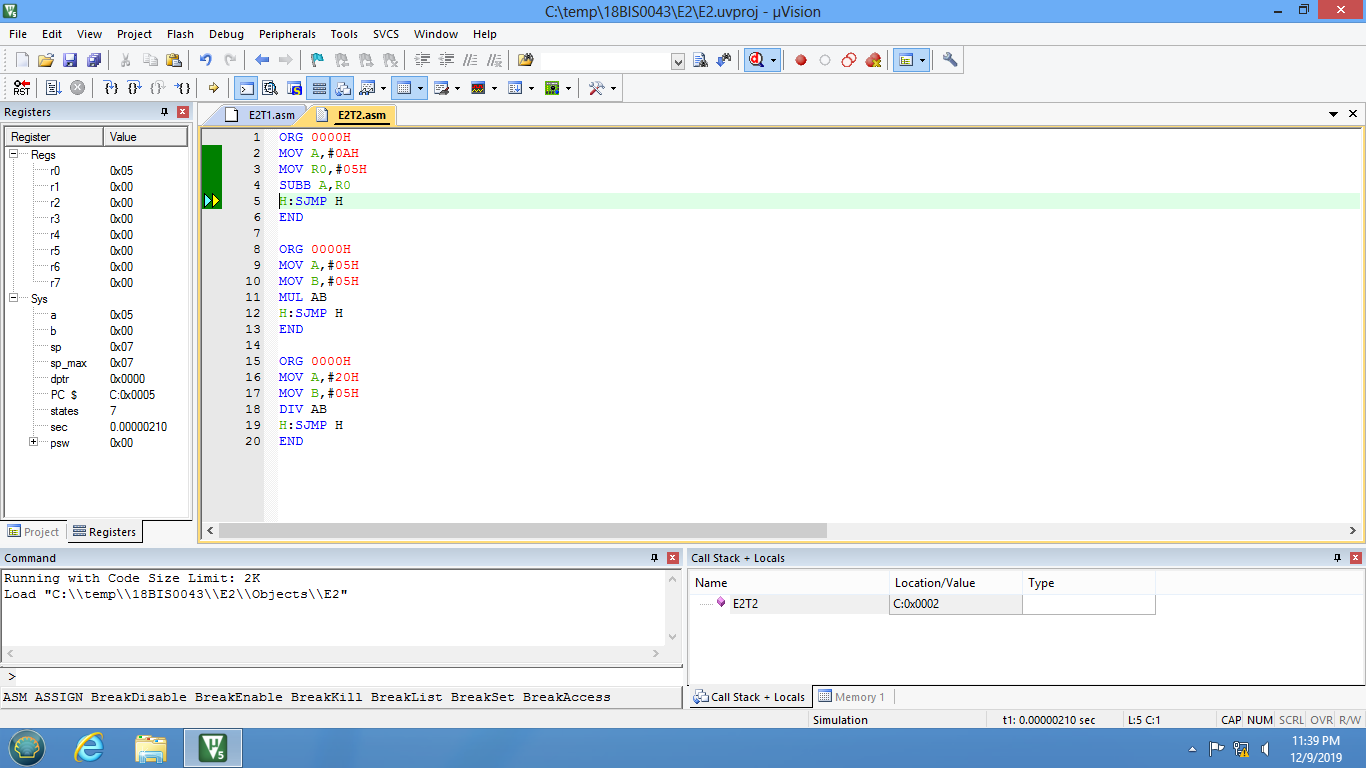 C:\temp\18BIS0043\E2\E2.uvproj - µVision
File Edit View Project Flash Debug Peripherals Tools SVCS Window Help
RST
Registers
Register Value
Regs
r0 0x05
r1 0x00
r2 0x00
r3 0x00
r4 0x00
r5 0x00
r6 0x00
r7 0x00
Sys
a 0x05
b 0x00
sp 0x07
sp_max 0x07
dptr 0x0000
PC $ C:0x0005
states 7
sec 0.00000210
psw 0x00
Project Registers
E2T1.asm E2T2.asm
1 ORG 0000H
2 MOV A,#0AH
3 MOV R0,#05H
4 SUBB A,R0
5 H:SJMP H
6 END
7
8 ORG 0000H
9 MOV A,#05H
10 MOV B,#05H
11 MUL AB
12 H:SJMP H
13 END
14
15 ORG 0000H
16 MOV A,#20H
17 MOV B,#05H
18 DIV AB
19 H:SJMP H
20 END
Command
Running with Code Size Limit: 2K
Load "C:\\temp\\18BIS0043\\E2\\Objects\\E2"
>
ASM ASSIGN BreakDisable BreakEnable BreakKill BreakList BreakSet BreakAccess
Call Stack + Locals
Name Location/Value Type
E2T2 C:0x0002
Call Stack + Locals Memory 1
Simulation t1: 0.00000210 sec L:5 C:1 CAP NUM SCRL OVR R/W
11:39 PM
12/9/2019